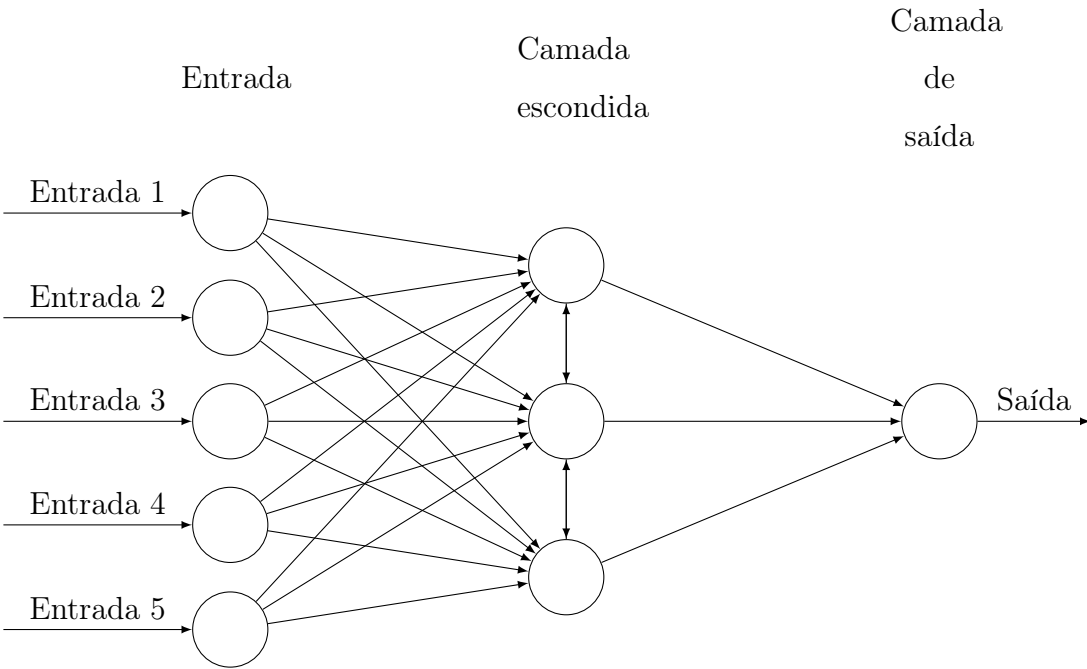 Entrada
Camada
escondida
Camada
de
saída
Entrada 1
Entrada 2
Entrada 3
Entrada 4
Entrada 5
Saída